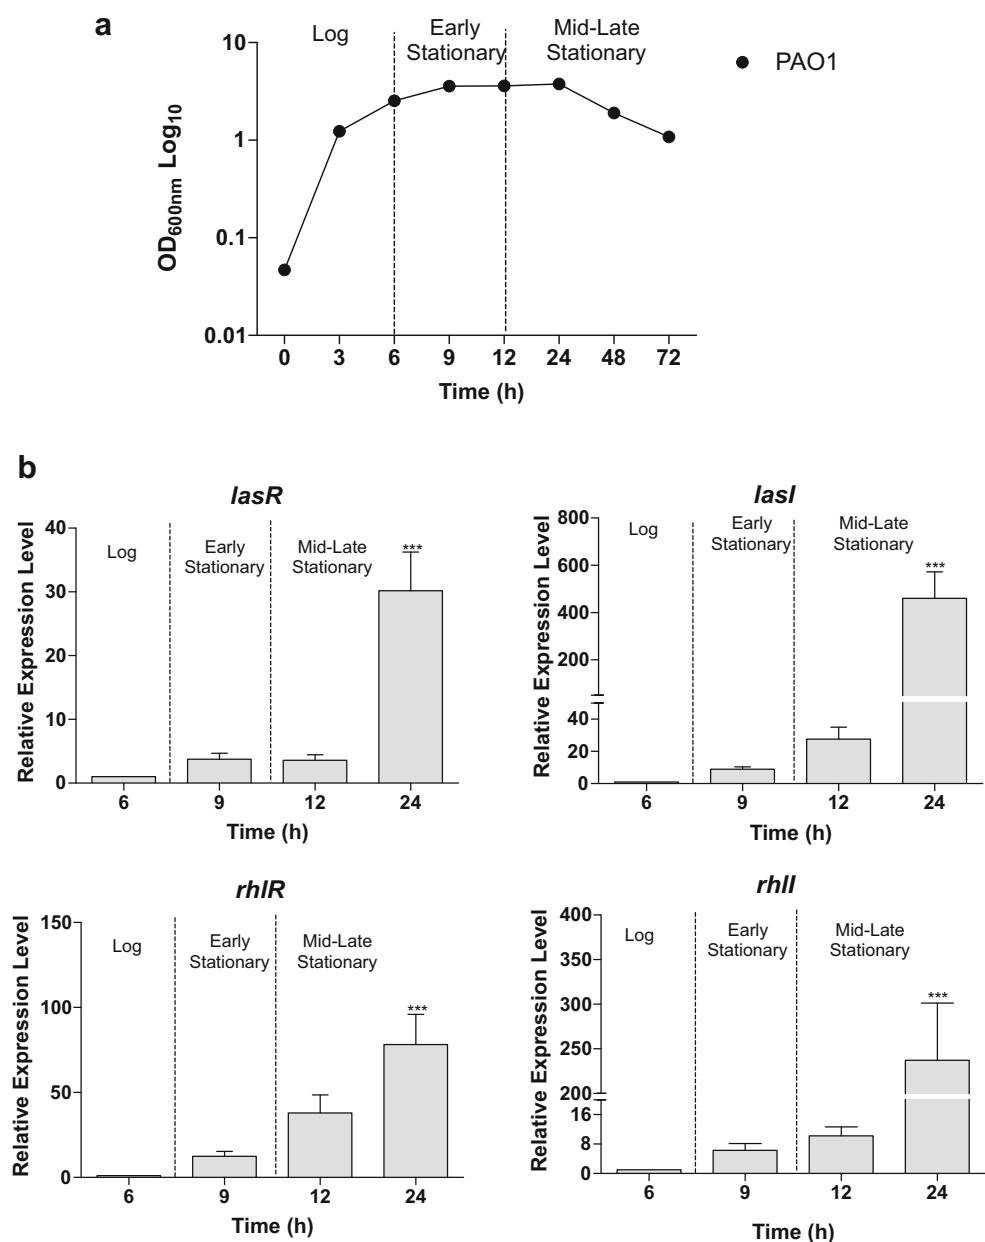 a
Log
Early
Stationary
Mid-Late
Stationary
PAO1
OD600nm Log10
10
1
0.1
0.01
0 3 6 9 12 24 48 72
Time (h)
b
lasR
Relative Expression Level
40
30
20
10
0
Log
Early
Stationary
Mid-Late
Stationary
***
6 9 12 24
Time (h)
lasI
Relative Expression Level
800
600
400
200
40
20
0
Log
Early
Stationary
Mid-Late
Stationary
***
6 9 12 24
Time (h)
rhlR
Relative Expression Level
150
100
50
0
Log
Early
Stationary
Mid-Late
Stationary
***
6 9 12 24
Time (h)
rhlI
Relative Expression Level
400
350
300
250
200
16
8
0
Log
Early
Stationary
Mid-Late
Stationary
***
6 9 12 24
Time (h)